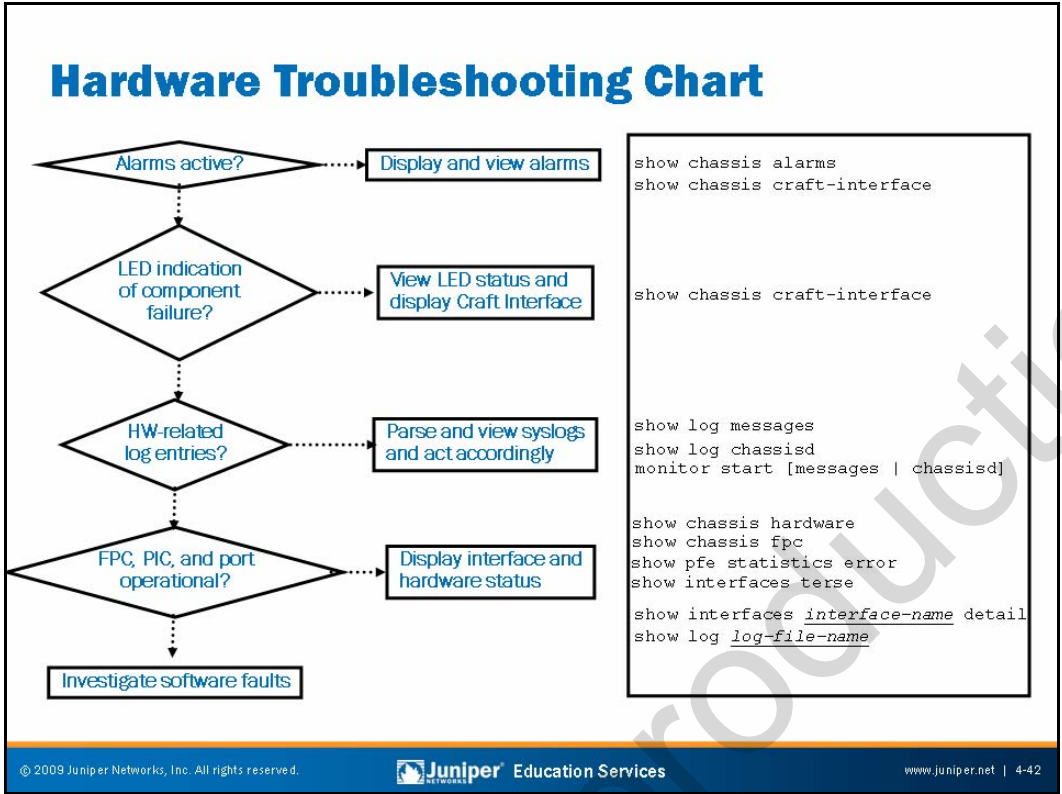 Hardware Troubleshooting Chart
Alarms active?
Display and view alarms
show chassis alarms
show chassis craft-interface
LED indication
of component
failure?
View LED status and
display Craft Interface
show chassis craft-interface
HW-related
log entries?
Parse and view syslogs
and act accordingly
show log messages
show log chassisd
monitor start [messages | chassisd]
FPC, PIC, and port
operational?
Display interface and
hardware status
show chassis hardware
show chassis fpc
show pfe statistics error
show interfaces terse
show interfaces interface-name detail
show log log-file-name
Investigate software faults
© 2009 Juniper Networks, Inc. All rights reserved.
Juniper NETWORKS Education Services
www.juniper.net | 4-42